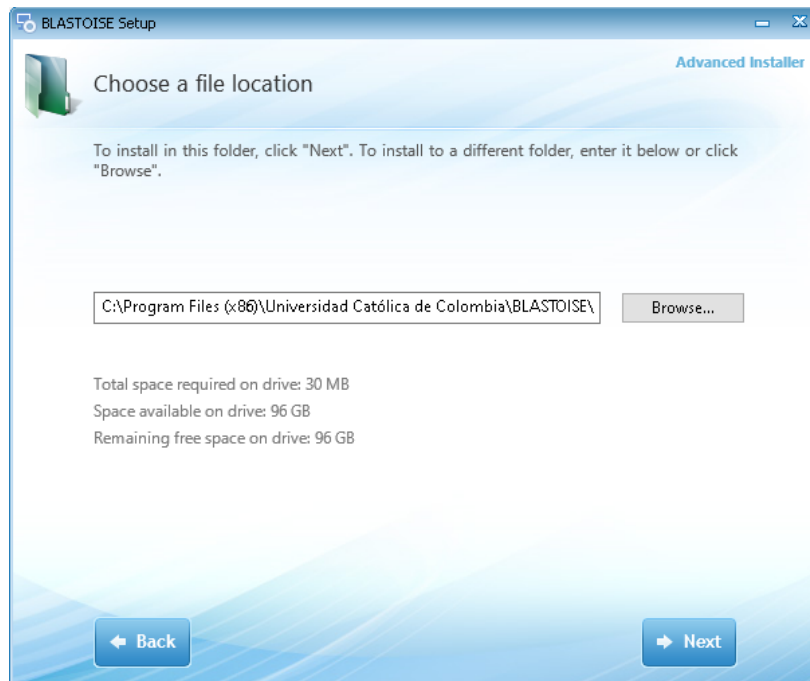 BLASTOISE Setup
Advanced Installer
Choose a file location
To install in this folder, click "Next". To install to a different folder, enter it below or click
"Browse".
C:\Program Files (x86)\Universidad Católica de Colombia\BLASTOISE\
Browse...
Total space required on drive: 30 MB
Space available on drive: 96 GB
Remaining free space on drive: 96 GB
Back
Next